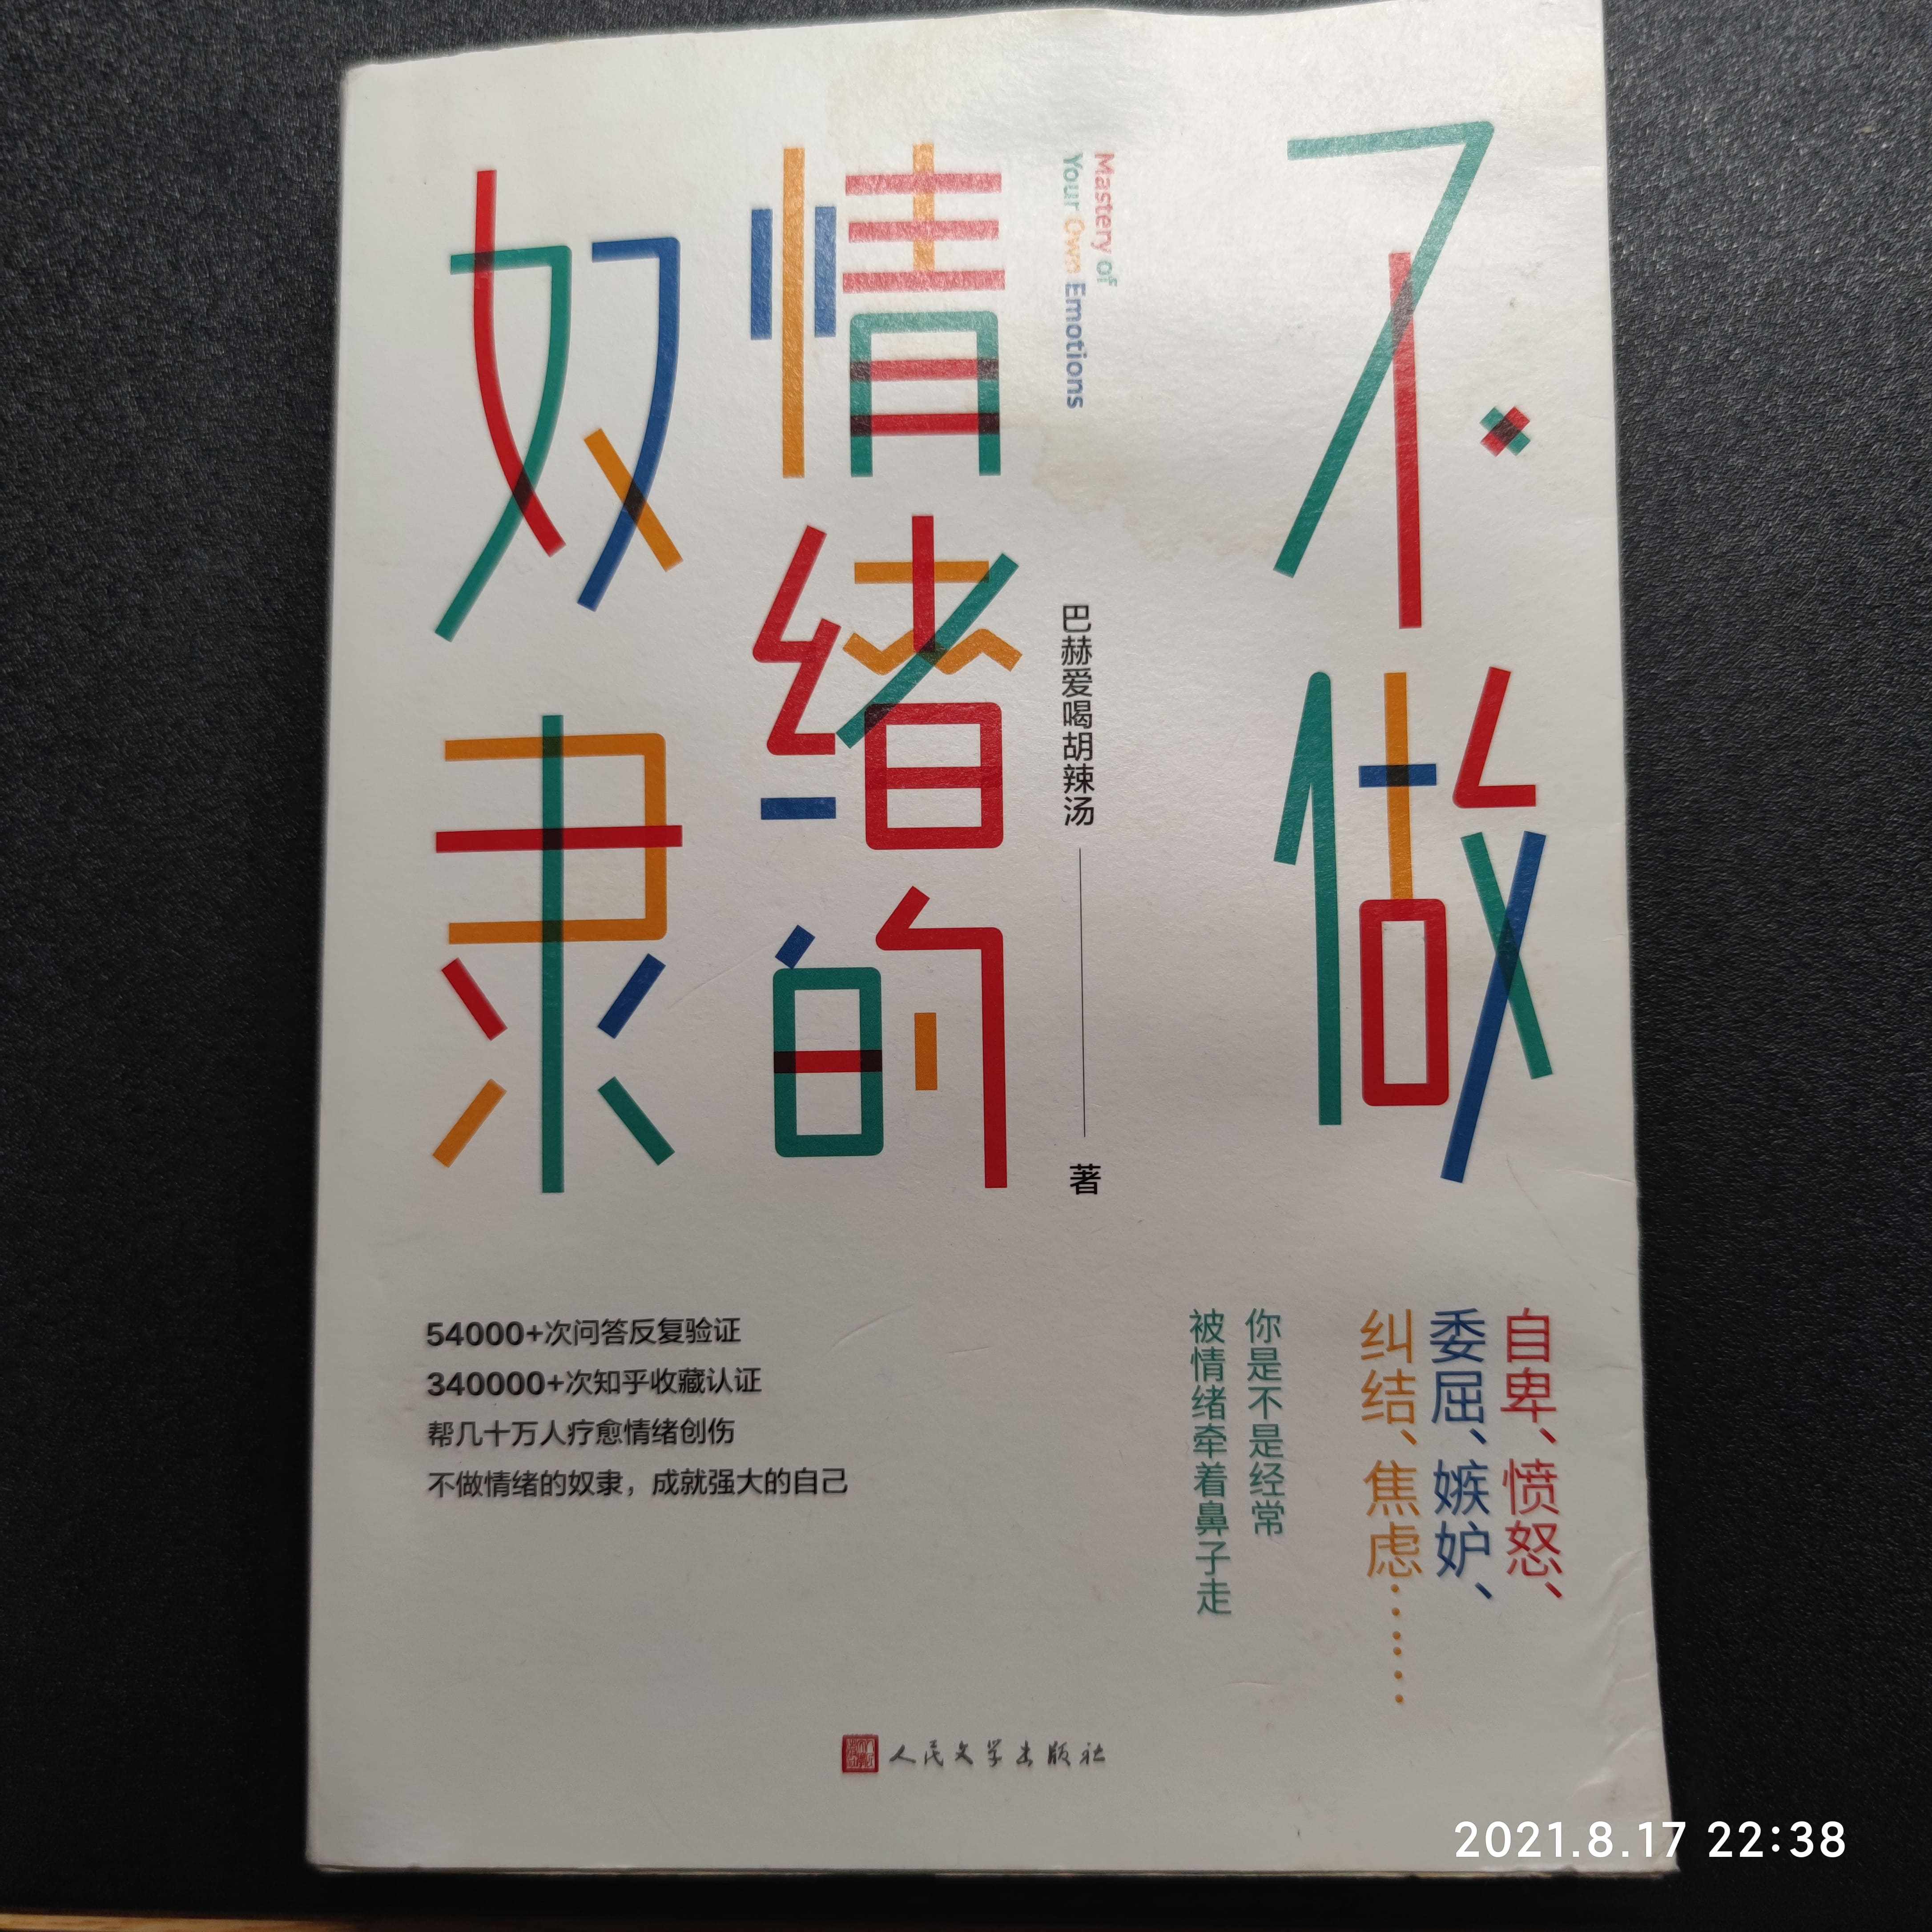 不做
情绪的
奴隶
Mastery of
Your Own Emotions
巴赫爱喝胡辣汤
著
自卑、愤怒、
委屈、嫉妒、
纠结、焦虑……
你是不是经常
被情绪牵着鼻子走
54000+次问答反复验证
340000+次知乎收藏认证
帮几十万人疗愈情绪创伤
不做情绪的奴隶，成就强大的自己
人民文学出版社
2021.8.17 22:38